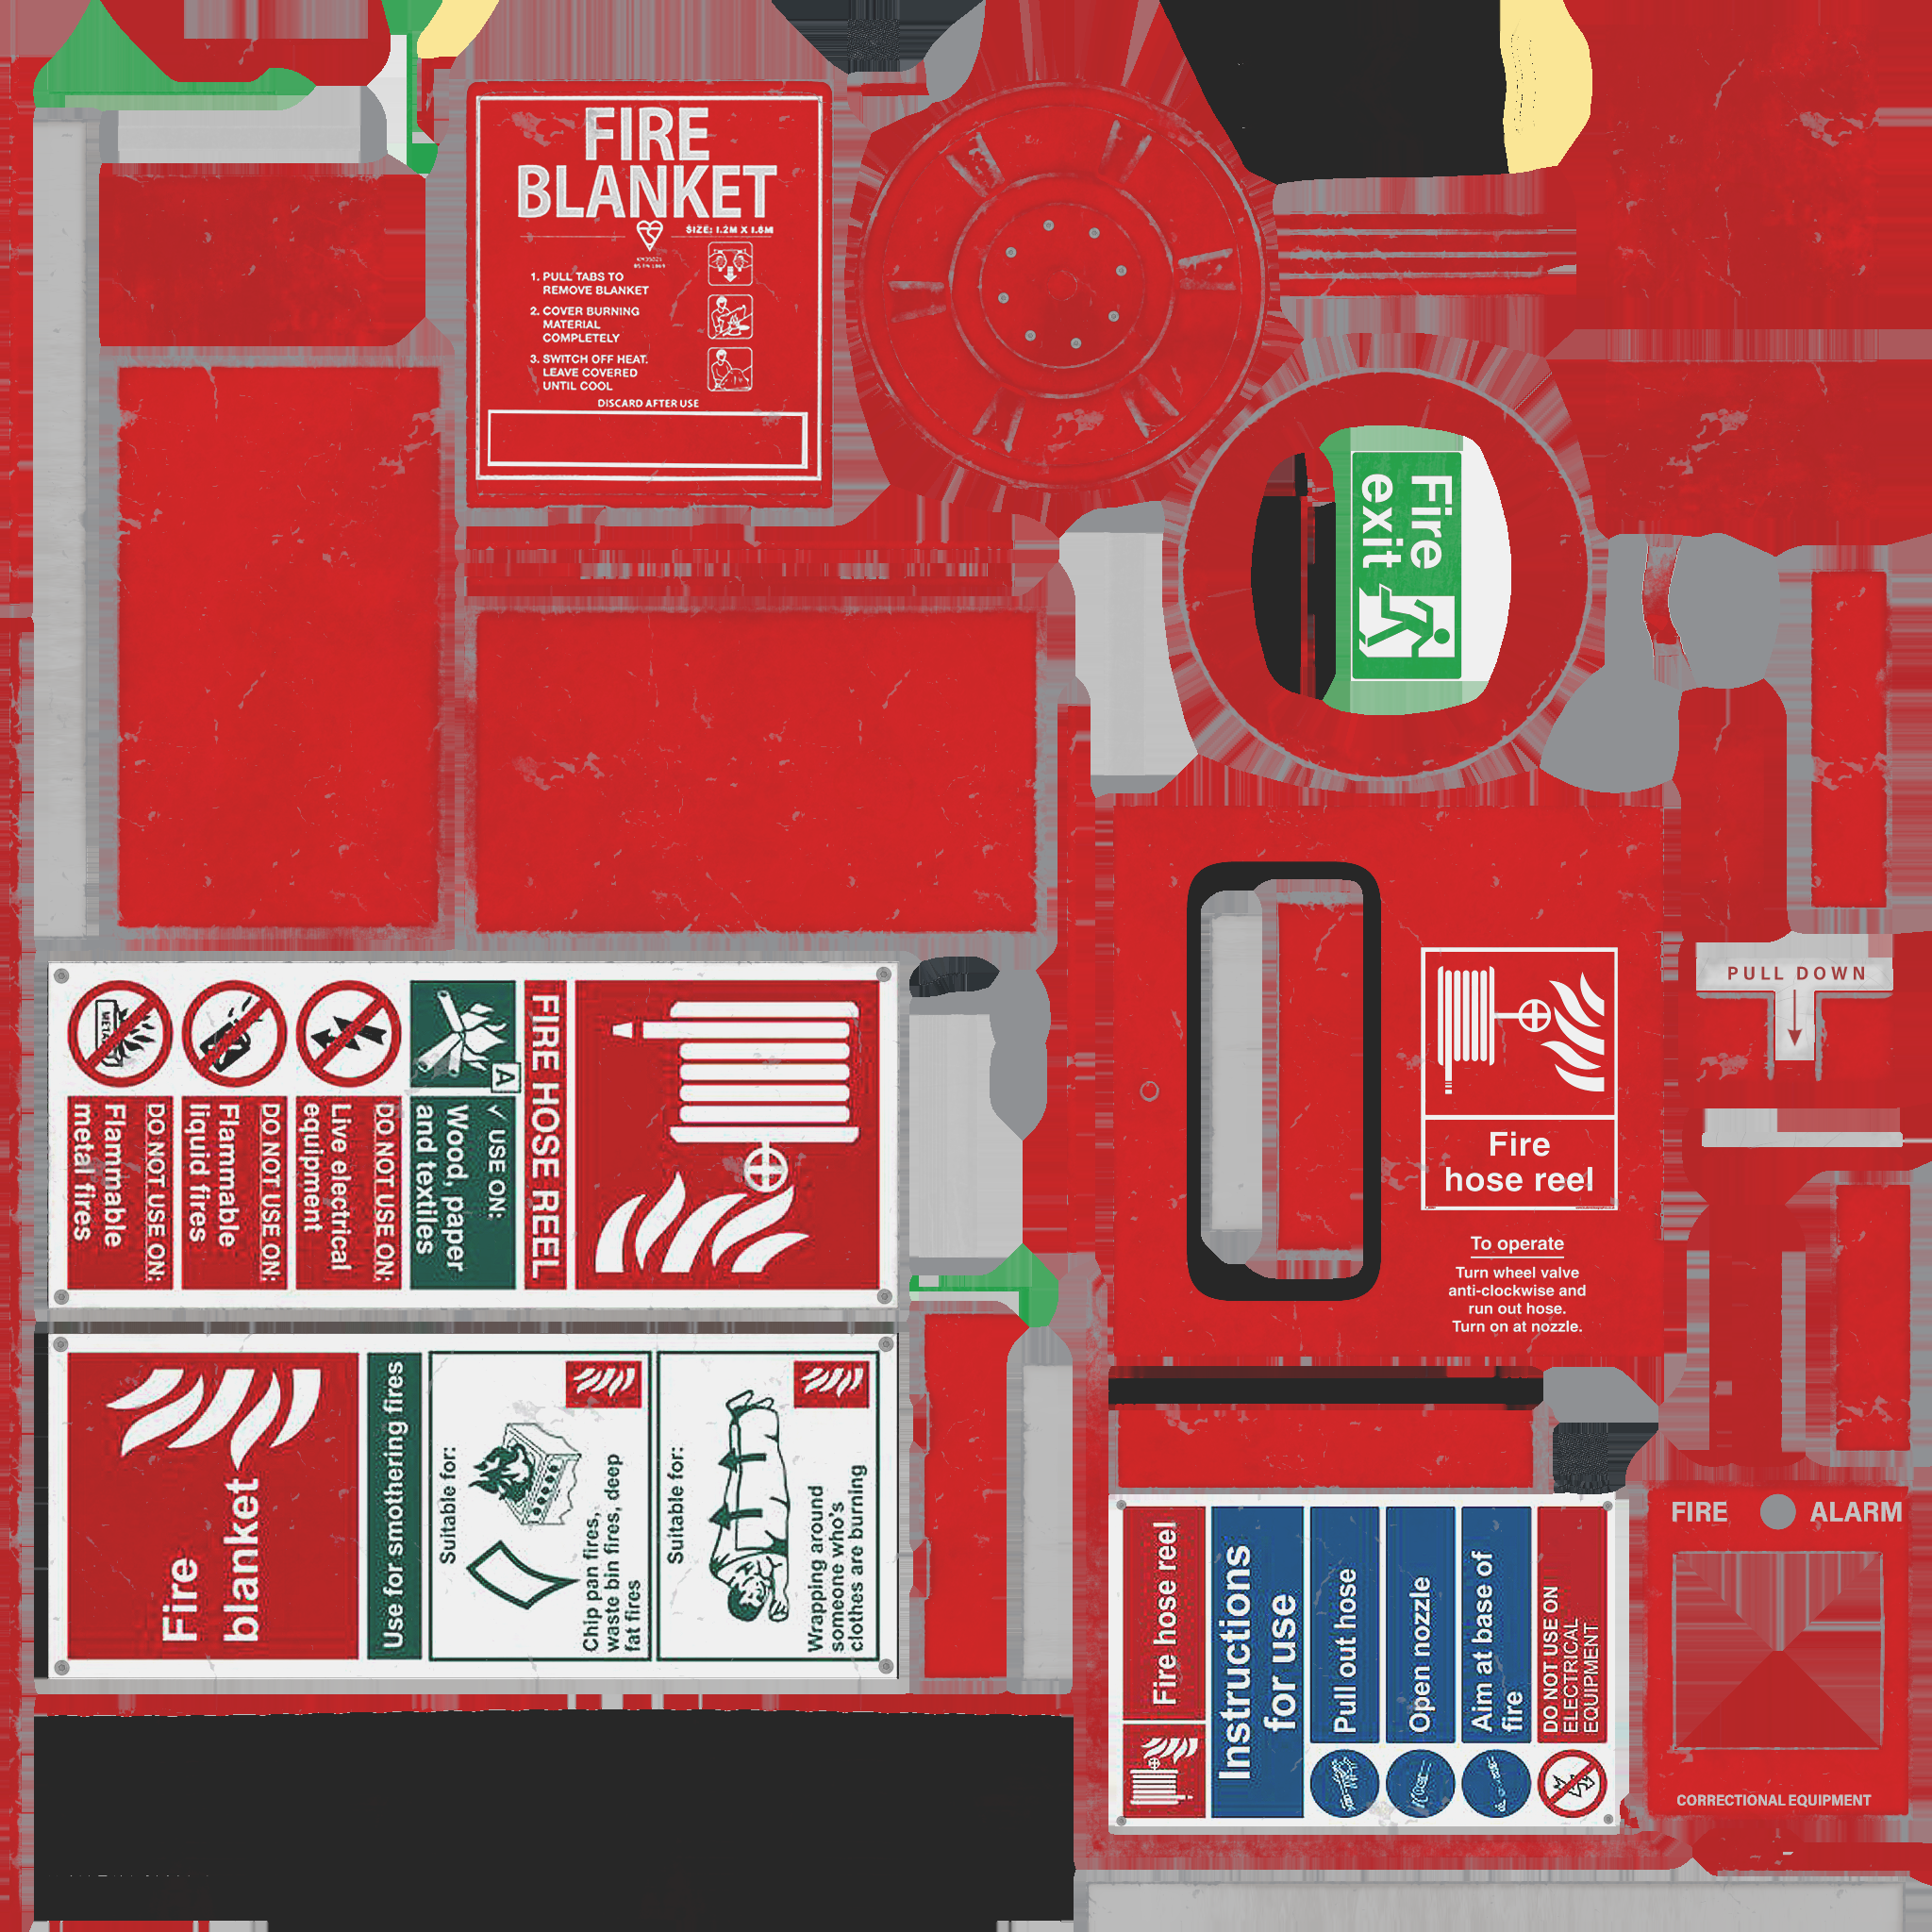 FIRE
BLANKET
SIZE: 1.2M X 1.8M
1. PULL TABS TO
REMOVE BLANKET
2. COVER BURNING
MATERIAL
COMPLETELY
3. SWITCH OFF HEAT.
LEAVE COVERED
UNTIL COOL
DISCARD AFTER USE
Fire
exit
PULL DOWN
Fire
hose reel
To operate
Turn wheel valve
anti-clockwise and
run out hose.
Turn on at nozzle.
FIRE HOSE REEL
A
✓ USE ON:
Wood, paper
and textiles
DO NOT USE ON:
Live electrical
equipment
DO NOT USE ON:
Flammable
liquid fires
METAL
DO NOT USE ON:
Flammable
metal fires
Fire
blanket
Use for smothering fires
Suitable for:
Chip pan fires,
waste bin fires, deep
fat fires
Suitable for:
Wrapping around
someone who's
clothes are burning
Fire hose reel
Instructions
for use
Pull out hose
Open nozzle
Aim at base of
fire
DO NOT USE ON
ELECTRICAL
EQUIPMENT
FIRE ALARM
CORRECTIONAL EQUIPMENT